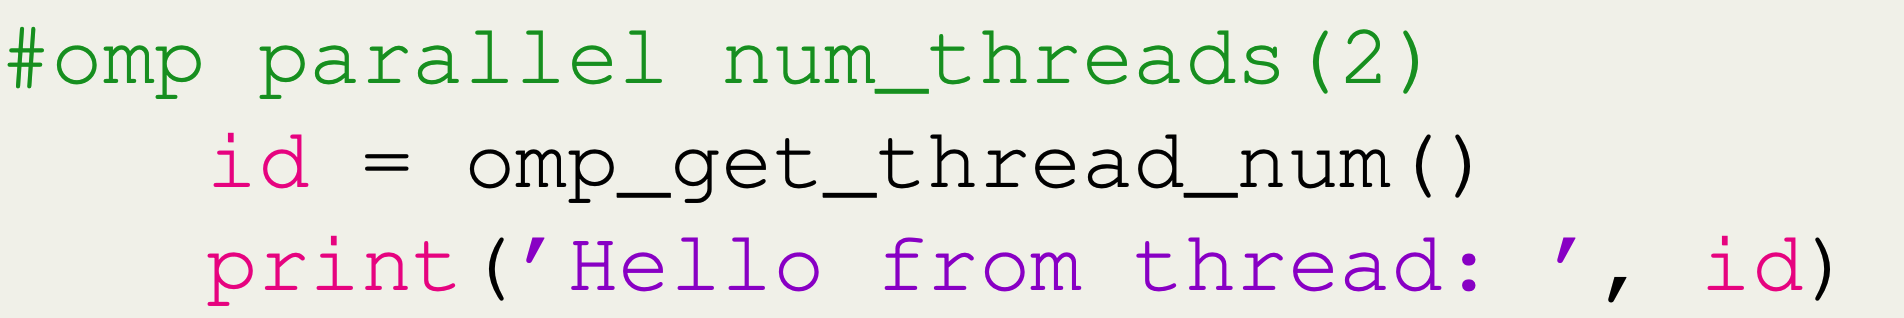 #omp parallel num_threads(2)
    id = omp_get_thread_num()
    print('Hello from thread: ', id)